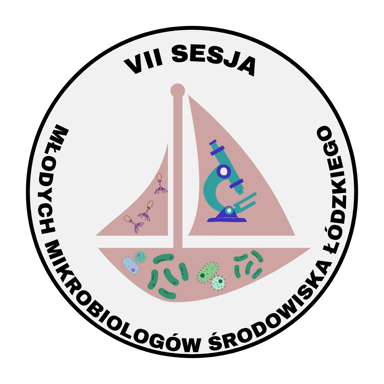 VII SESJA
MŁODYCH MIKROBIOLOGÓW ŚRODOWISKA ŁÓDZKIEGO